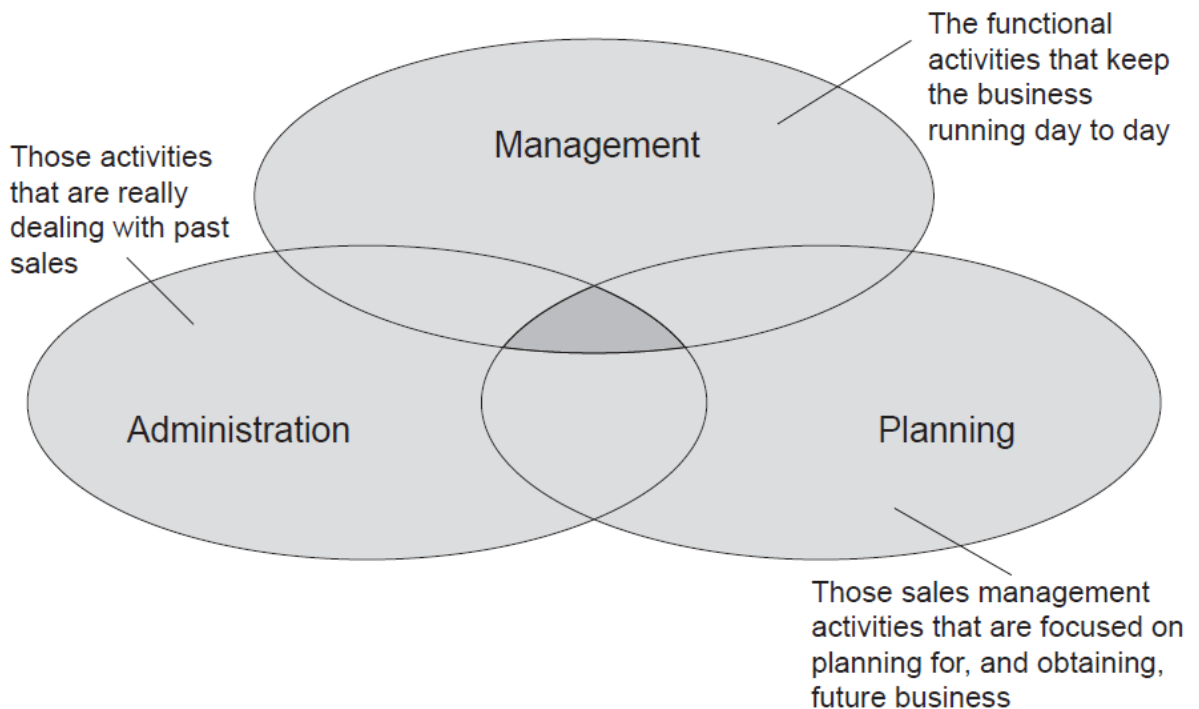 The functional
activities that keep
the business
running day to day
Management
Those activities
that are really
dealing with past
sales
Administration
Planning
Those sales management
activities that are focused on
planning for, and obtaining,
future business